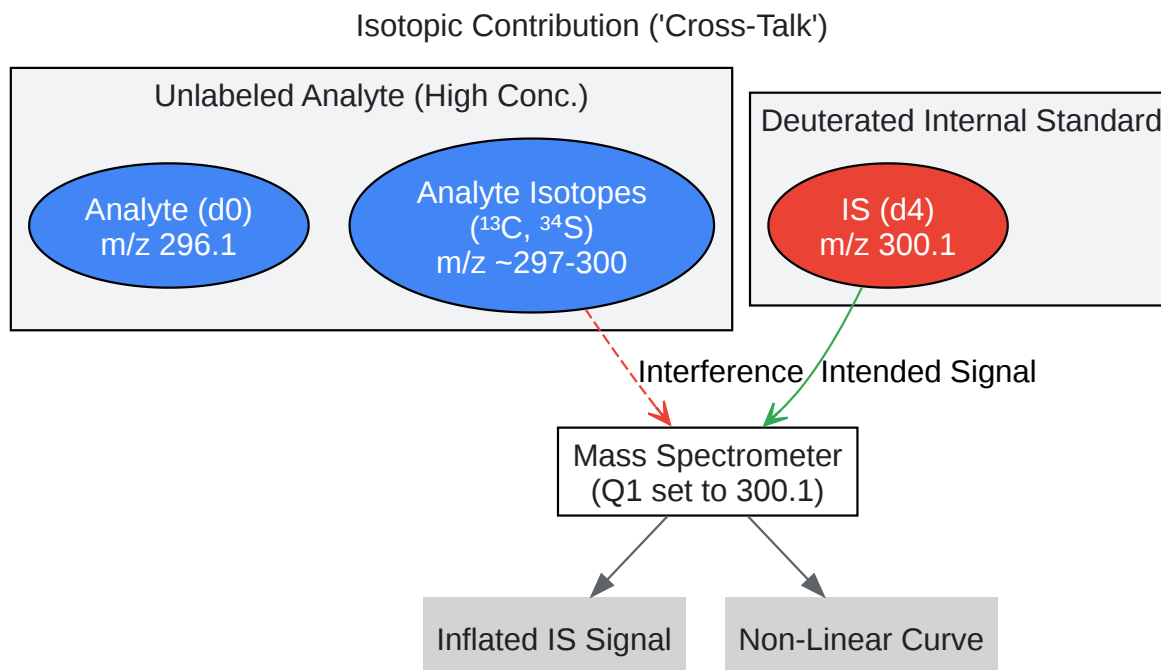 Isotopic Contribution ('Cross-Talk')
Unlabeled Analyte (High Conc.)
Deuterated Internal Standard
Analyte (d0)
m/z 296.1
Analyte Isotopes
(¹³C, ³⁴S)
m/z ~297-300
IS (d4)
m/z 300.1
Interference
Intended Signal
Mass Spectrometer
(Q1 set to 300.1)
Inflated IS Signal
Non-Linear Curve